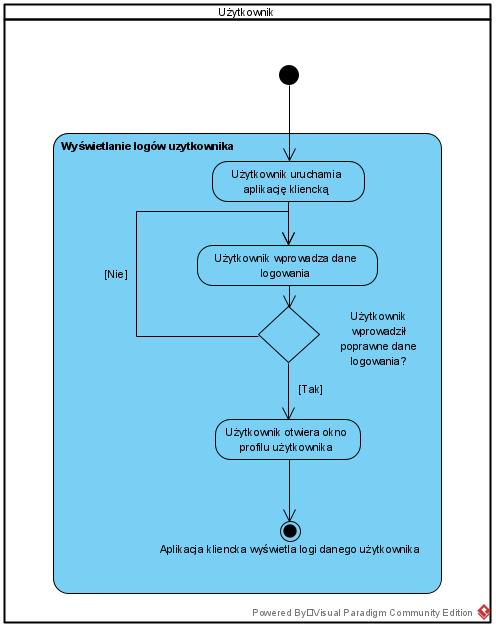 Użytkownik
Wyświetlanie logów uzytkownika
Użytkownik uruchamia
aplikację kliencką
Użytkownik wprowadza dane
logowania
[Nie]
Użytkownik
wprowadził
poprawne dane
logowania?
[Tak]
Użytkownik otwiera okno
profilu użytkownika
Aplikacja kliencka wyświetla logi danego użytkownika
Powered By□Visual Paradigm Community Edition